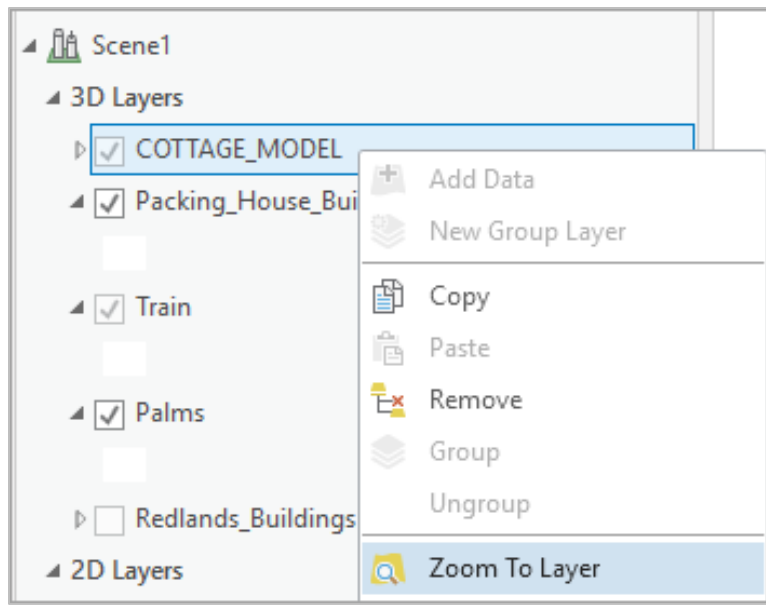 Scene1
3D Layers
COTTAGE_MODEL
Packing_House_Bui
Train
Palms
Redlands_Buildings
2D Layers
Add Data
New Group Layer
Copy
Paste
Remove
Group
Ungroup
Zoom To Layer